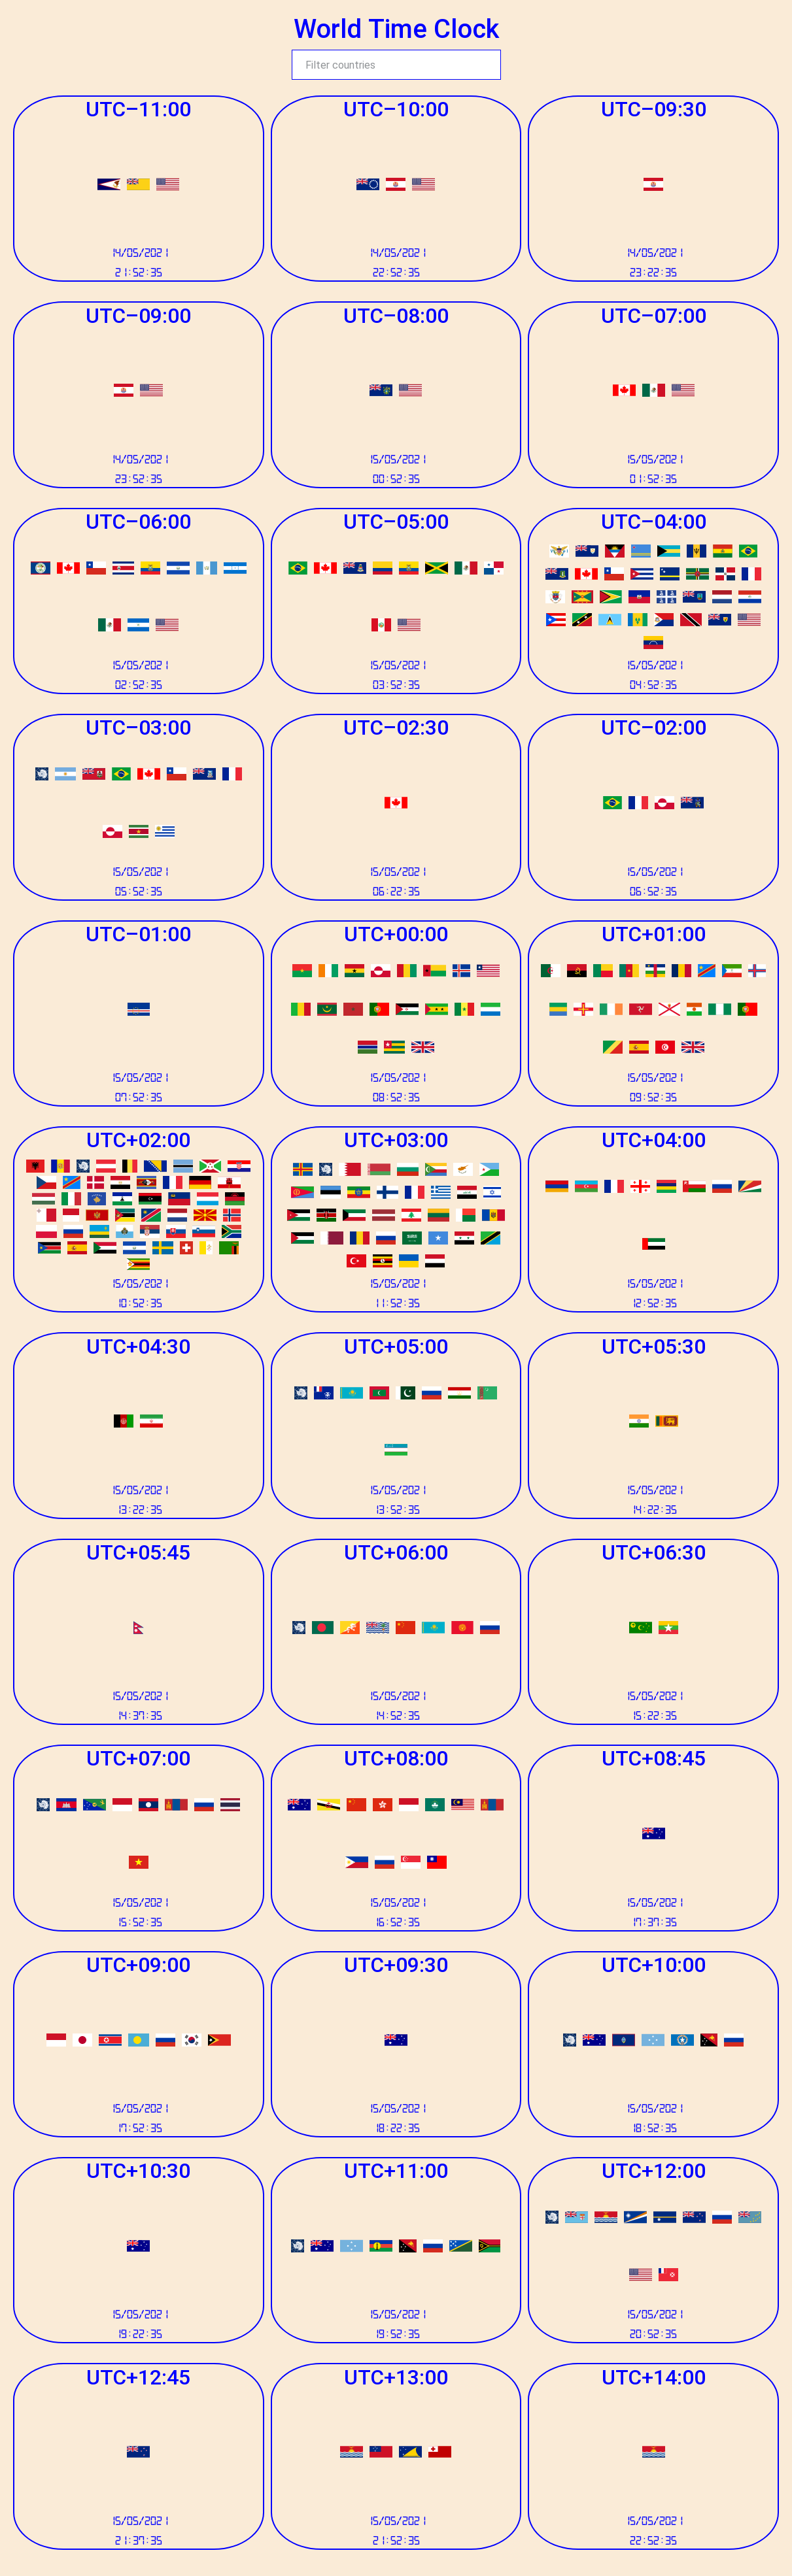 World Time Clock
Filter countries
UTC−11:00
14/05/2021
21:52:35
UTC−10:00
14/05/2021
22:52:35
UTC−09:30
14/05/2021
23:22:35
UTC−09:00
14/05/2021
23:52:35
UTC−08:00
15/05/2021
00:52:35
UTC−07:00
15/05/2021
01:52:35
UTC−06:00
15/05/2021
02:52:35
UTC−05:00
15/05/2021
03:52:35
UTC−04:00
15/05/2021
04:52:35
UTC−03:00
15/05/2021
05:52:35
UTC−02:30
15/05/2021
06:22:35
UTC−02:00
15/05/2021
06:52:35
UTC−01:00
15/05/2021
07:52:35
UTC+00:00
15/05/2021
08:52:35
UTC+01:00
15/05/2021
09:52:35
UTC+02:00
15/05/2021
10:52:35
UTC+03:00
15/05/2021
11:52:35
UTC+04:00
15/05/2021
12:52:35
UTC+04:30
15/05/2021
13:22:35
UTC+05:00
15/05/2021
13:52:35
UTC+05:30
15/05/2021
14:22:35
UTC+05:45
15/05/2021
14:37:35
UTC+06:00
15/05/2021
14:52:35
UTC+06:30
15/05/2021
15:22:35
UTC+07:00
15/05/2021
15:52:35
UTC+08:00
15/05/2021
16:52:35
UTC+08:45
15/05/2021
17:37:35
UTC+09:00
15/05/2021
17:52:35
UTC+09:30
15/05/2021
18:22:35
UTC+10:00
15/05/2021
18:52:35
UTC+10:30
15/05/2021
19:22:35
UTC+11:00
15/05/2021
19:52:35
UTC+12:00
15/05/2021
20:52:35
UTC+12:45
15/05/2021
21:37:35
UTC+13:00
15/05/2021
21:52:35
UTC+14:00
15/05/2021
22:52:35